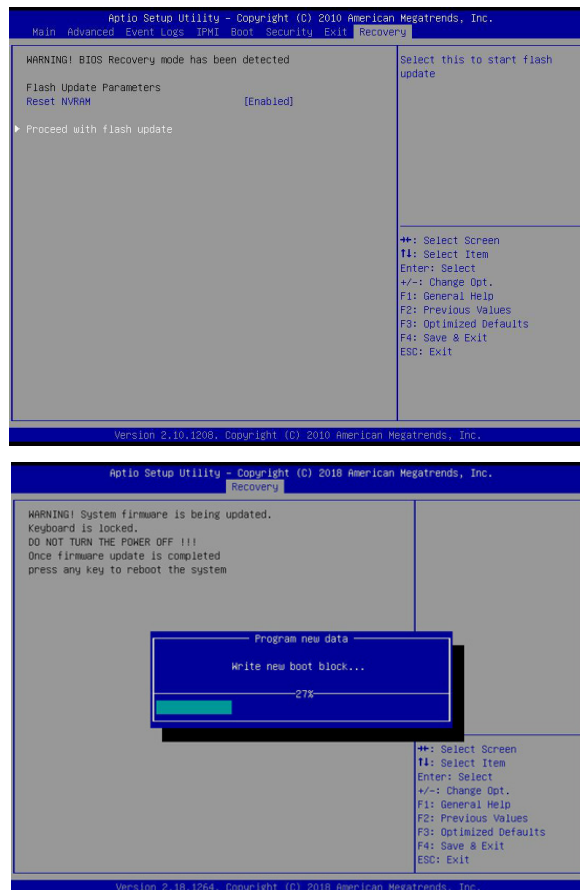 Aptio Setup Utility – Copyright (C) 2010 American Megatrends, Inc.
Main Advanced Event Logs IPMI Boot Security Exit Recovery
WARNING! BIOS Recovery mode has been detected
Flash Update Parameters
Reset NVRAM [Enabled]
Proceed with flash update
Select this to start flash
update
→←: Select Screen
↑↓: Select Item
Enter: Select
+/-: Change Opt.
F1: General Help
F2: Previous Values
F3: Optimized Defaults
F4: Save & Exit
ESC: Exit
Version 2.10.1208. Copyright (C) 2010 American Megatrends, Inc.
Aptio Setup Utility – Copyright (C) 2018 American Megatrends, Inc.
Recovery
WARNING! System firmware is being updated.
Keyboard is locked.
DO NOT TURN THE POWER OFF !!!
Once firmware update is completed
press any key to reboot the system
Program new data
Write new boot block...
27%
→←: Select Screen
↑↓: Select Item
Enter: Select
+/-: Change Opt.
F1: General Help
F2: Previous Values
F3: Optimized Defaults
F4: Save & Exit
ESC: Exit
Version 2.18.1264. Copyright (C) 2018 American Megatrends, Inc.